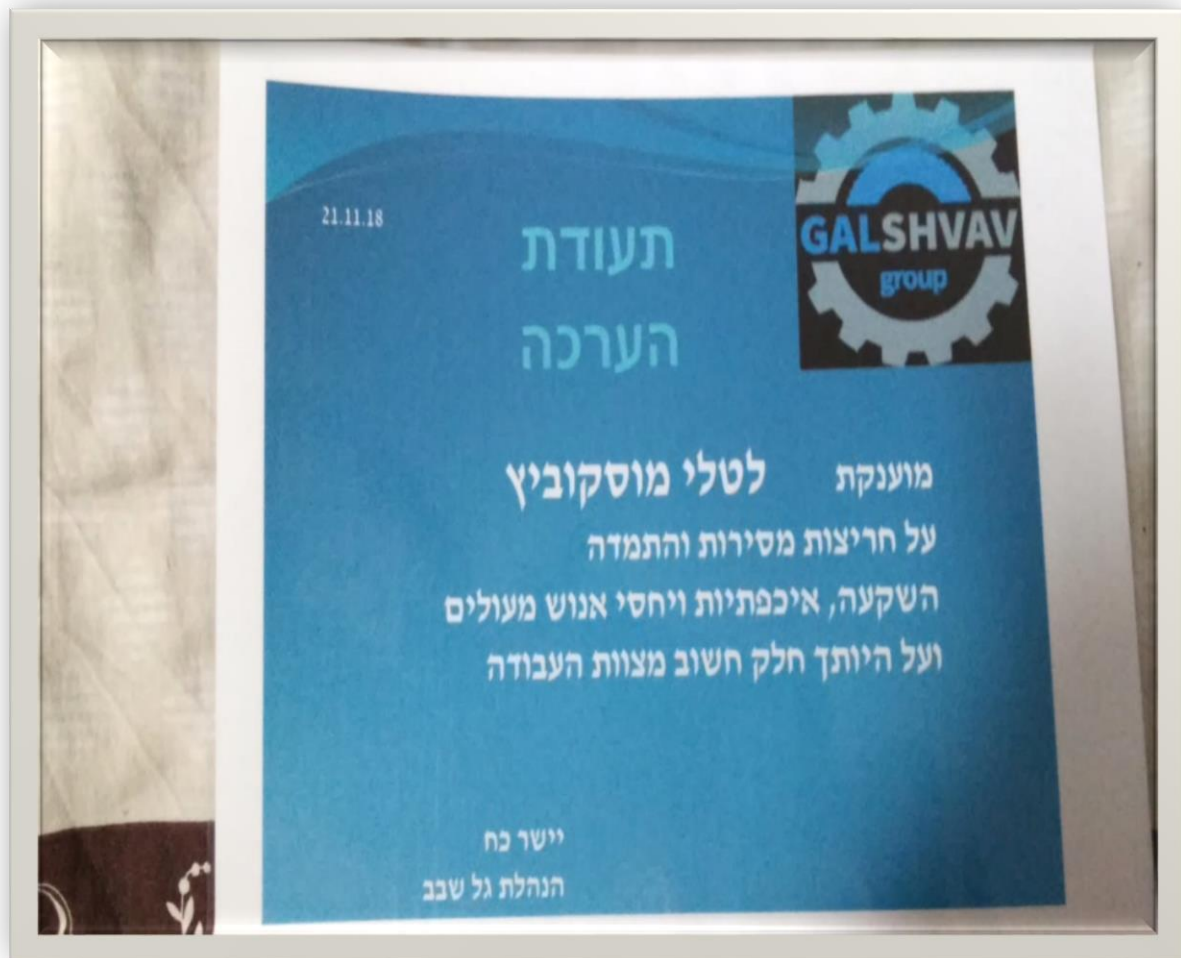 21.11.18
GALSHVAV
group
תעודת
הערכה
מוענקת לטלי מוסקוביץ
על חריצות מסירות והתמדה
השקעה, איכפתיות ויחסי אנוש מעולים
ועל היותך חלק חשוב מצוות העבודה
יישר כח
הנהלת גל שבב